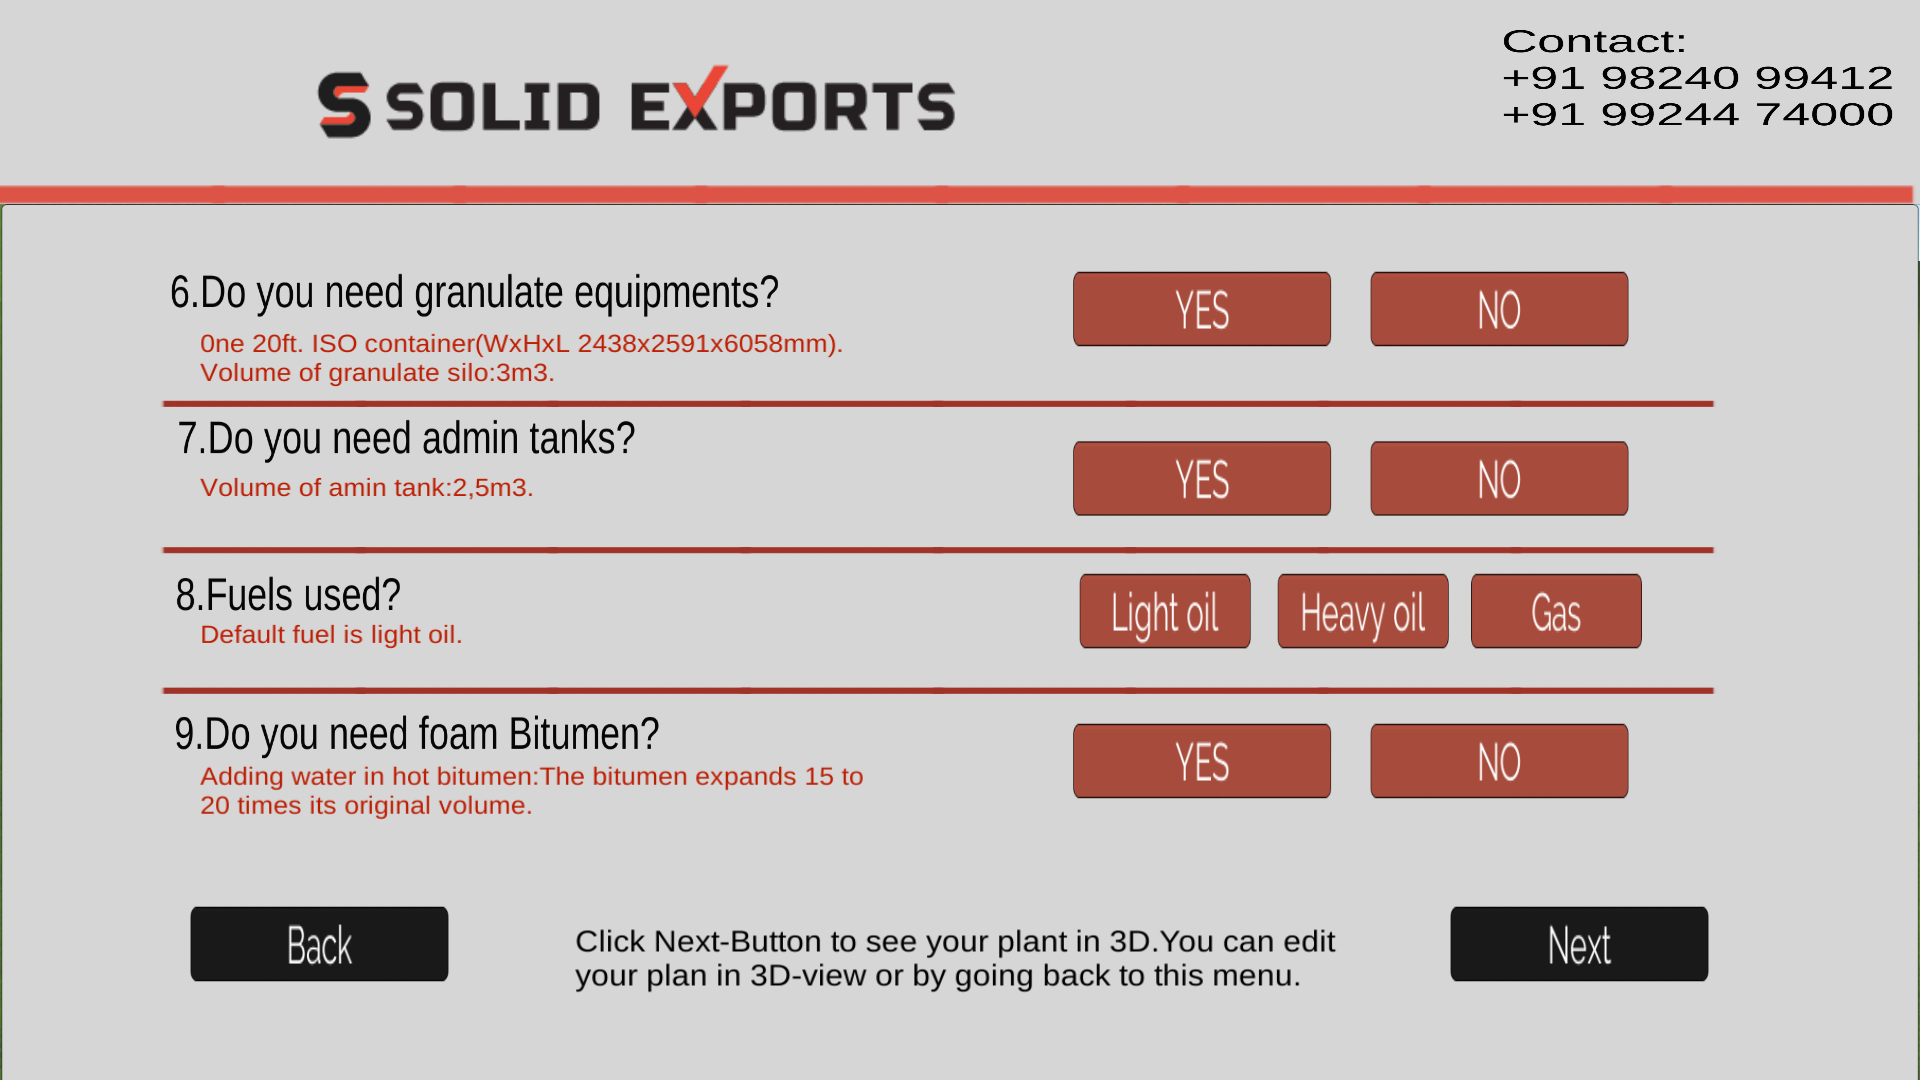 S SOLID EXPORTS
Contact:
+91 98240 99412
+91 99244 74000
6.Do you need granulate equipments?
YES
NO
0ne 20ft. ISO container(WxHxL 2438x2591x6058mm).
Volume of granulate silo:3m3.
7.Do you need admin tanks?
YES
NO
Volume of amin tank:2,5m3.
8.Fuels used?
Light oil
Heavy oil
Gas
Default fuel is light oil.
9.Do you need foam Bitumen?
YES
NO
Adding water in hot bitumen:The bitumen expands 15 to
20 times its original volume.
Back
Click Next-Button to see your plant in 3D.You can edit
your plan in 3D-view or by going back to this menu.
Next